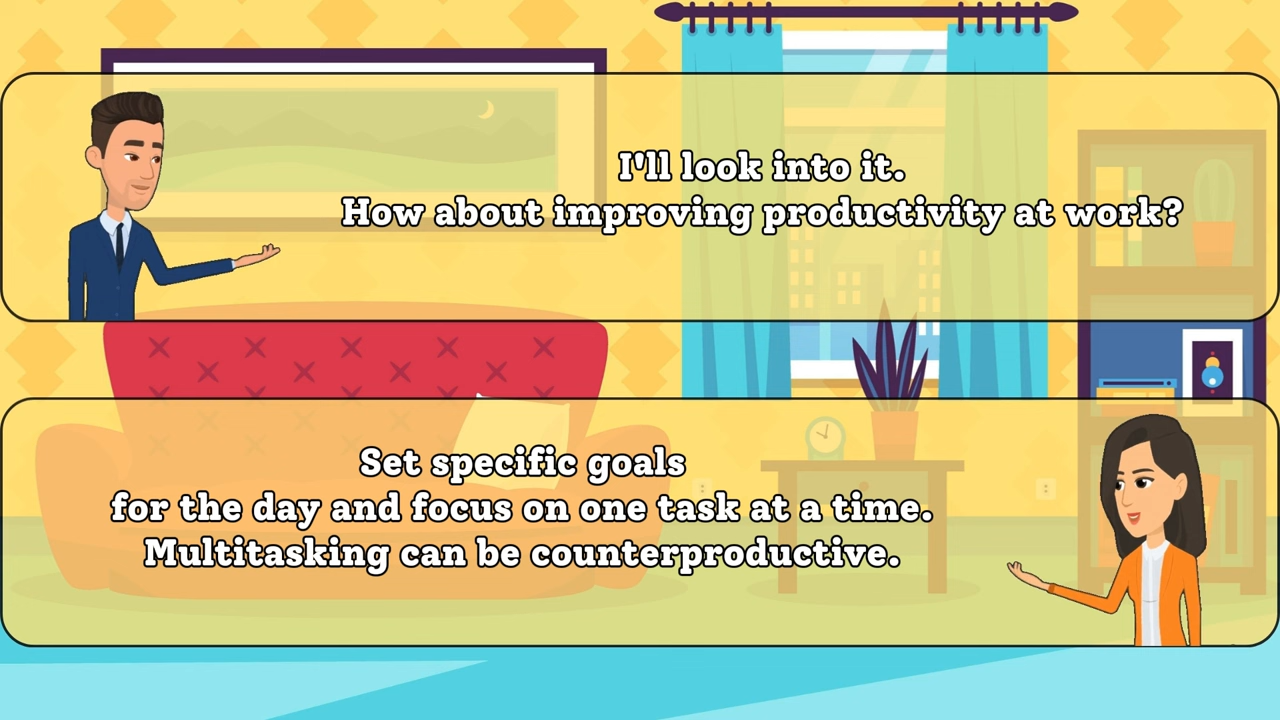 I'll look into it.
How about improving productivity at work?
Set specific goals
for the day and focus on one task at a time.
Multitasking can be counterproductive.